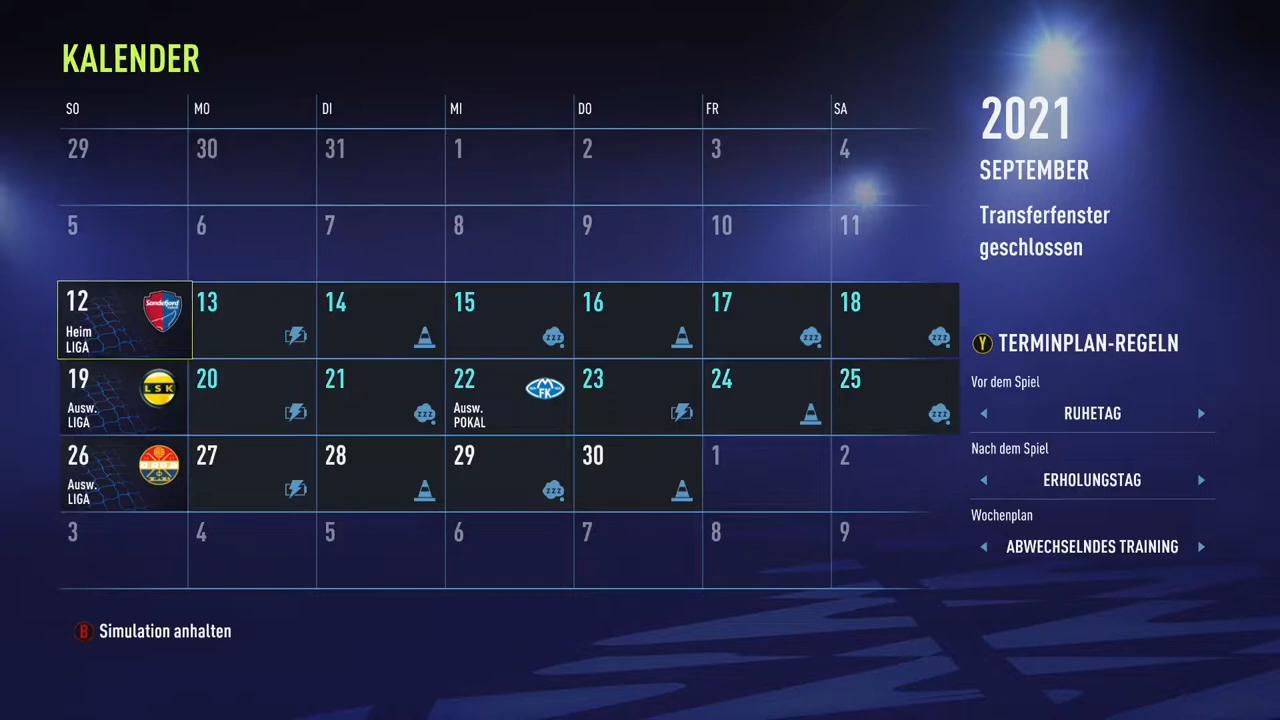 KALENDER
SO MO DI MI DO FR SA
29 30 31 1 2 3 4
5 6 7 8 9 10 11
12 13 14 15 16 17 18
Sandefjord
Heim
LIGA
19 20 21 22 23 24 25
LSK
MFK
Ausw.
LIGA
Ausw.
POKAL
26 27 28 29 30 1 2
Ausw.
LIGA
3 4 5 6 7 8 9
2021
SEPTEMBER
Transferfenster
geschlossen
Y TERMINPLAN-REGELN
Vor dem Spiel
RUHETAG
Nach dem Spiel
ERHOLUNGSTAG
Wochenplan
ABWECHSELNDES TRAINING
B Simulation anhalten